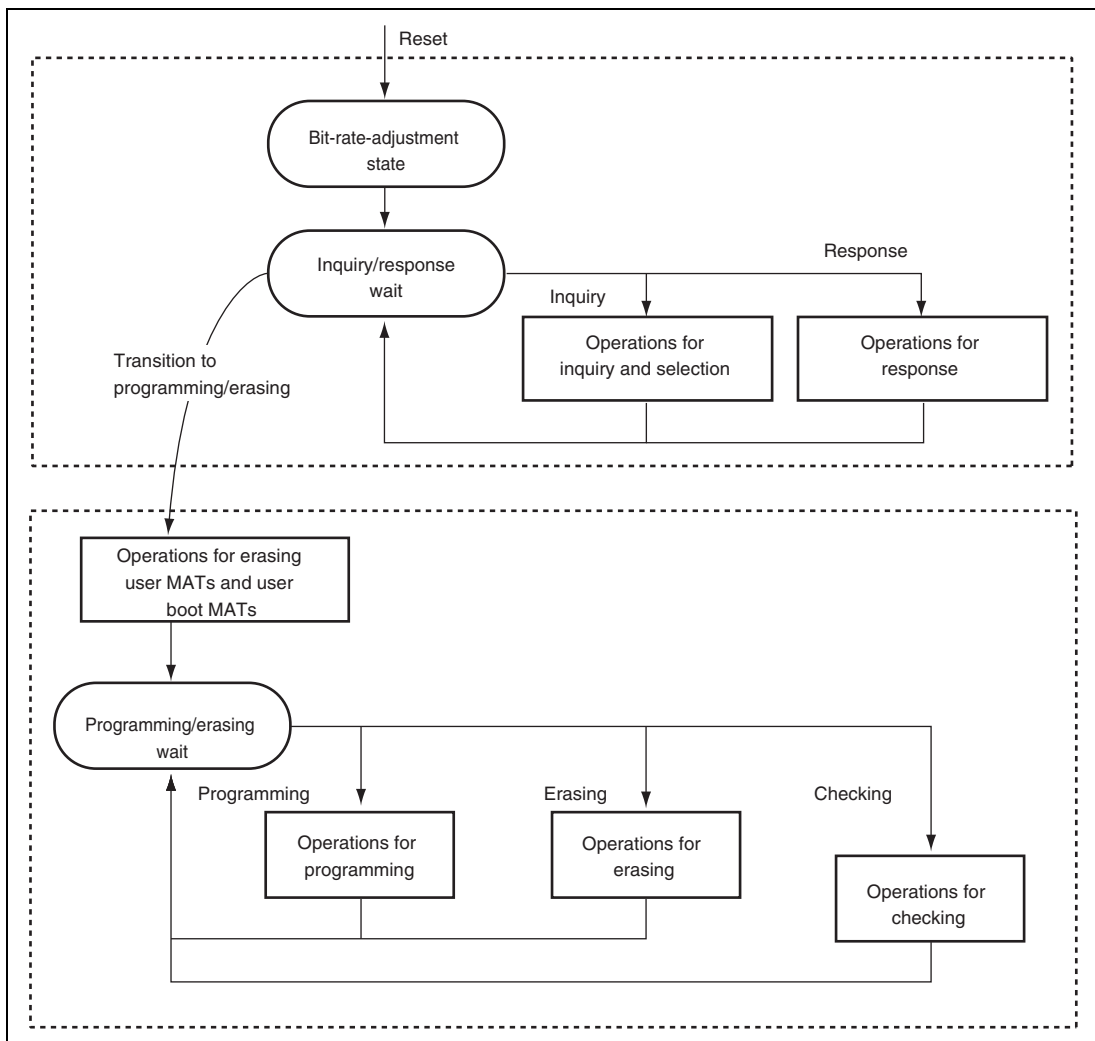 Reset
Bit-rate-adjustment
state
Inquiry/response
wait
Response
Inquiry
Operations for
inquiry and selection
Operations for
response
Transition to
programming/erasing
Operations for erasing
user MATs and user
boot MATs
Programming/erasing
wait
Programming
Erasing
Checking
Operations for
programming
Operations for
erasing
Operations for
checking